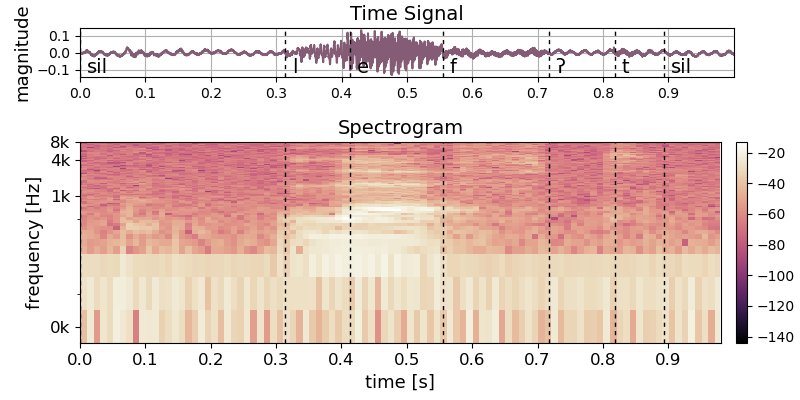 Time Signal
magnitude
0.1
0.0
−0.1
sil
l
e
f
ʔ
t
sil
0.0 0.1 0.2 0.3 0.4 0.5 0.6 0.7 0.8 0.9
Spectrogram
frequency [Hz]
8k
4k
1k
0k
0.0 0.1 0.2 0.3 0.4 0.5 0.6 0.7 0.8 0.9
time [s]
−20
−40
−60
−80
−100
−120
−140